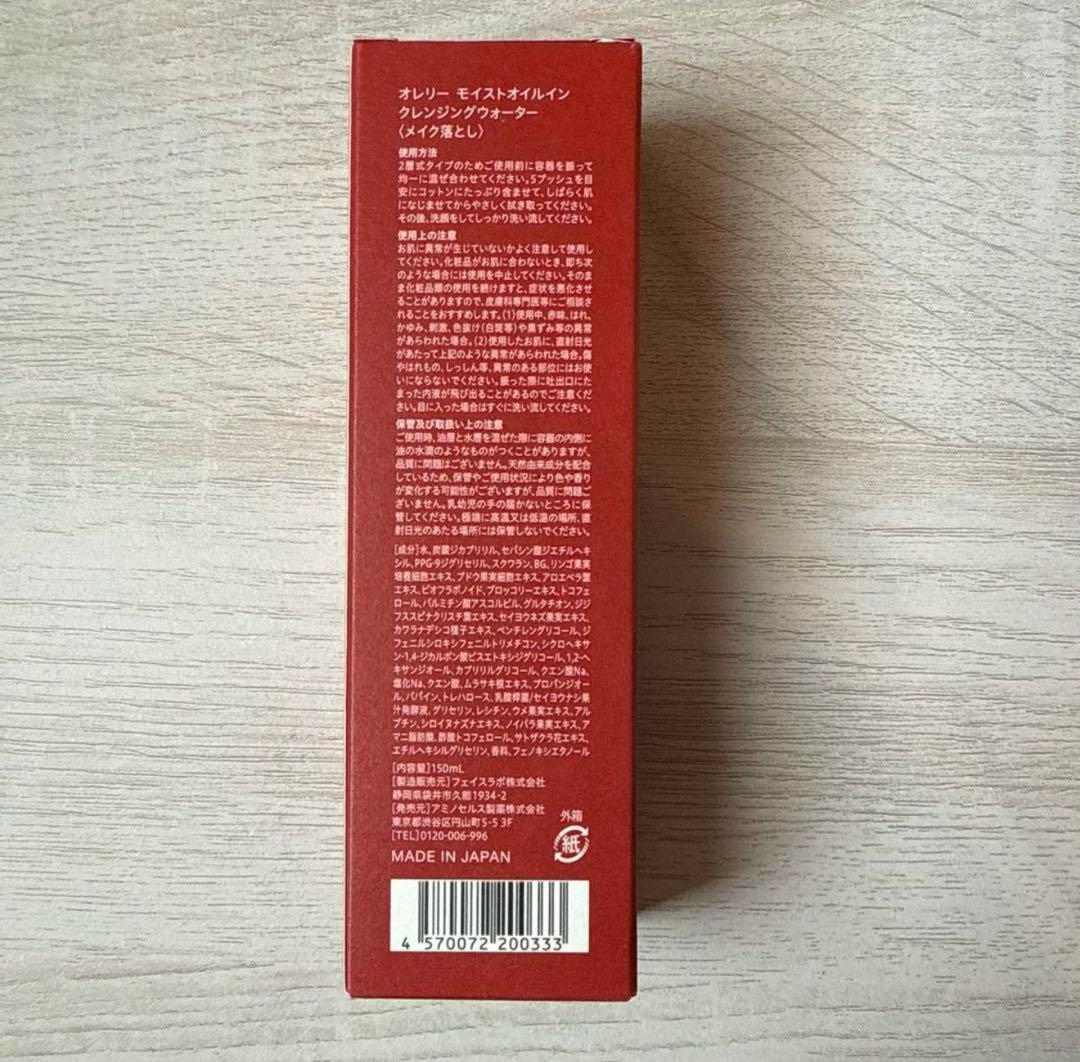 オレリー モイストオイルイン
クレンジングウォーター
〈メイク落とし〉
使用方法
2層式タイプのためご使用前に容器を振って
均一に混ぜ合わせてください。5プッシュを目
安にコットンにたっぷり含ませて、しばらく肌
になじませてからやさしく拭き取ってください。
その後、洗顔をしてしっかり洗い流してください。
使用上の注意
お肌に異常が生じていないかよく注意して使用し
てください。化粧品がお肌に合わないとき、即ち次
のような場合には使用を中止してください。そのま
ま化粧品類の使用を続けますと、症状を悪化させ
ることがありますので、皮膚科専門医等にご相談さ
れることをおすすめします。(1)使用中、赤味、はれ、
かゆみ、刺激、色抜け(白斑等)や黒ずみ等の異常
があらわれた場合。(2)使用したお肌に、直射日光
があたって上記のような異常があらわれた場合。傷
やはれもの、しっしん等、異常のある部位にはお使
いにならないでください。振った際に吐出口にた
まった内液が飛び出ることがあるのでご注意くだ
さい。目に入った場合はすぐに洗い流してください。
保管及び取扱い上の注意
ご使用時、油層と水層を混ぜた際に容器の内側に
油の水滴のようなものがつくことがありますが、
品質に問題はございません。天然由来成分を配合
しているため、保管やご使用状況により色や香り
が変化する可能性がございますが、品質に問題ご
ざいません。乳幼児の手の届かないところに保
管してください。極端に高温又は低温の場所、直
射日光のあたる場所には保管しないでください。
[成分]水、炭酸ジカプリリル、セバシン酸ジエチルヘキ
シル、PPG-9ジグリセリル、スクワラン、BG、リンゴ果実
培養細胞エキス、ブドウ果実細胞エキス、アロエベラ葉
エキス、ビオフラボノイド、ブロッコリーエキス、トコフェ
ロール、パルミチン酸アスコルビル、グルタチオン、ジジ
フススピナクリスチ葉エキス、セイヨウネズ果実エキス、
カワラナデシコ種子エキス、ペンチレングリコール、ジ
フェニルシロキシフェニルトリメチコン、シクロヘキサ
ン-1,4-ジカルボン酸ビスエトキシジグリコール、1,2-ヘ
キサンジオール、カプリリルグリコール、クエン酸Na、
塩化Na、クエン酸、ムラサキ根エキス、プロパンジオー
ル、パパイン、トレハロース、乳酸桿菌/セイヨウナシ果
汁発酵液、グリセリン、レシチン、ウメ果実エキス、アル
ブチン、シロイヌナズナエキス、ノイバラ果実エキス、ア
マニ脂肪酸、酢酸トコフェロール、サトザクラ花エキス、
エチルヘキシルグリセリン、香料、フェノキシエタノール
[内容量]150mL
[製造販売元]フェイスラボ株式会社
静岡県袋井市久能1934-2
[発売元]アミノセルス製薬株式会社
東京都渋谷区円山町5-5 3F
[TEL]0120-006-996
外箱
紙
MADE IN JAPAN
4 570072 200333